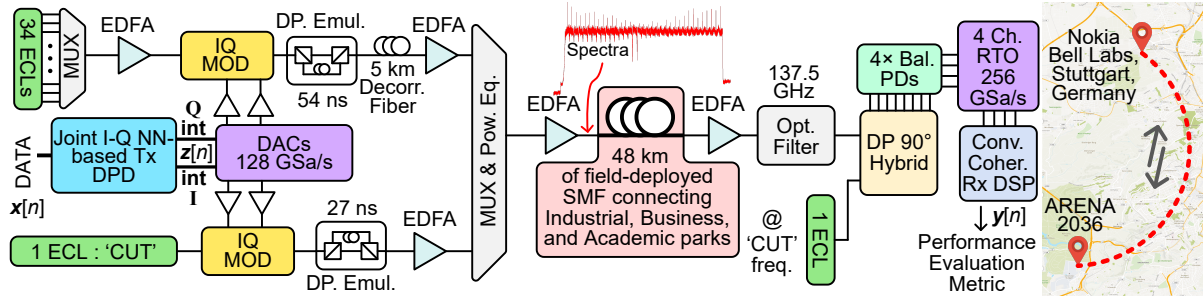 34 ECLs
MUX
EDFA
IQ
MOD
DP. Emul.
54 ns
5 km
Decorr.
Fiber
EDFA
DATA
x[n]
Joint I-Q NN-
based Tx
DPD
Q
int
z[n]
int
I
DACs
128 GSa/s
1 ECL : 'CUT'
IQ
MOD
27 ns
DP. Emul.
EDFA
MUX & Pow. Eq.
Spectra
EDFA
48 km
of field-deployed
SMF connecting
Industrial, Business,
and Academic parks
EDFA
137.5
GHz
Opt.
Filter
@
'CUT'
freq.
1 ECL
DP 90°
Hybrid
4× Bal.
PDs
4 Ch.
RTO
256
GSa/s
Conv.
Coher.
Rx DSP
y[n]
Performance
Evaluation
Metric
Nokia
Bell Labs,
Stuttgart,
Germany
ARENA
2036